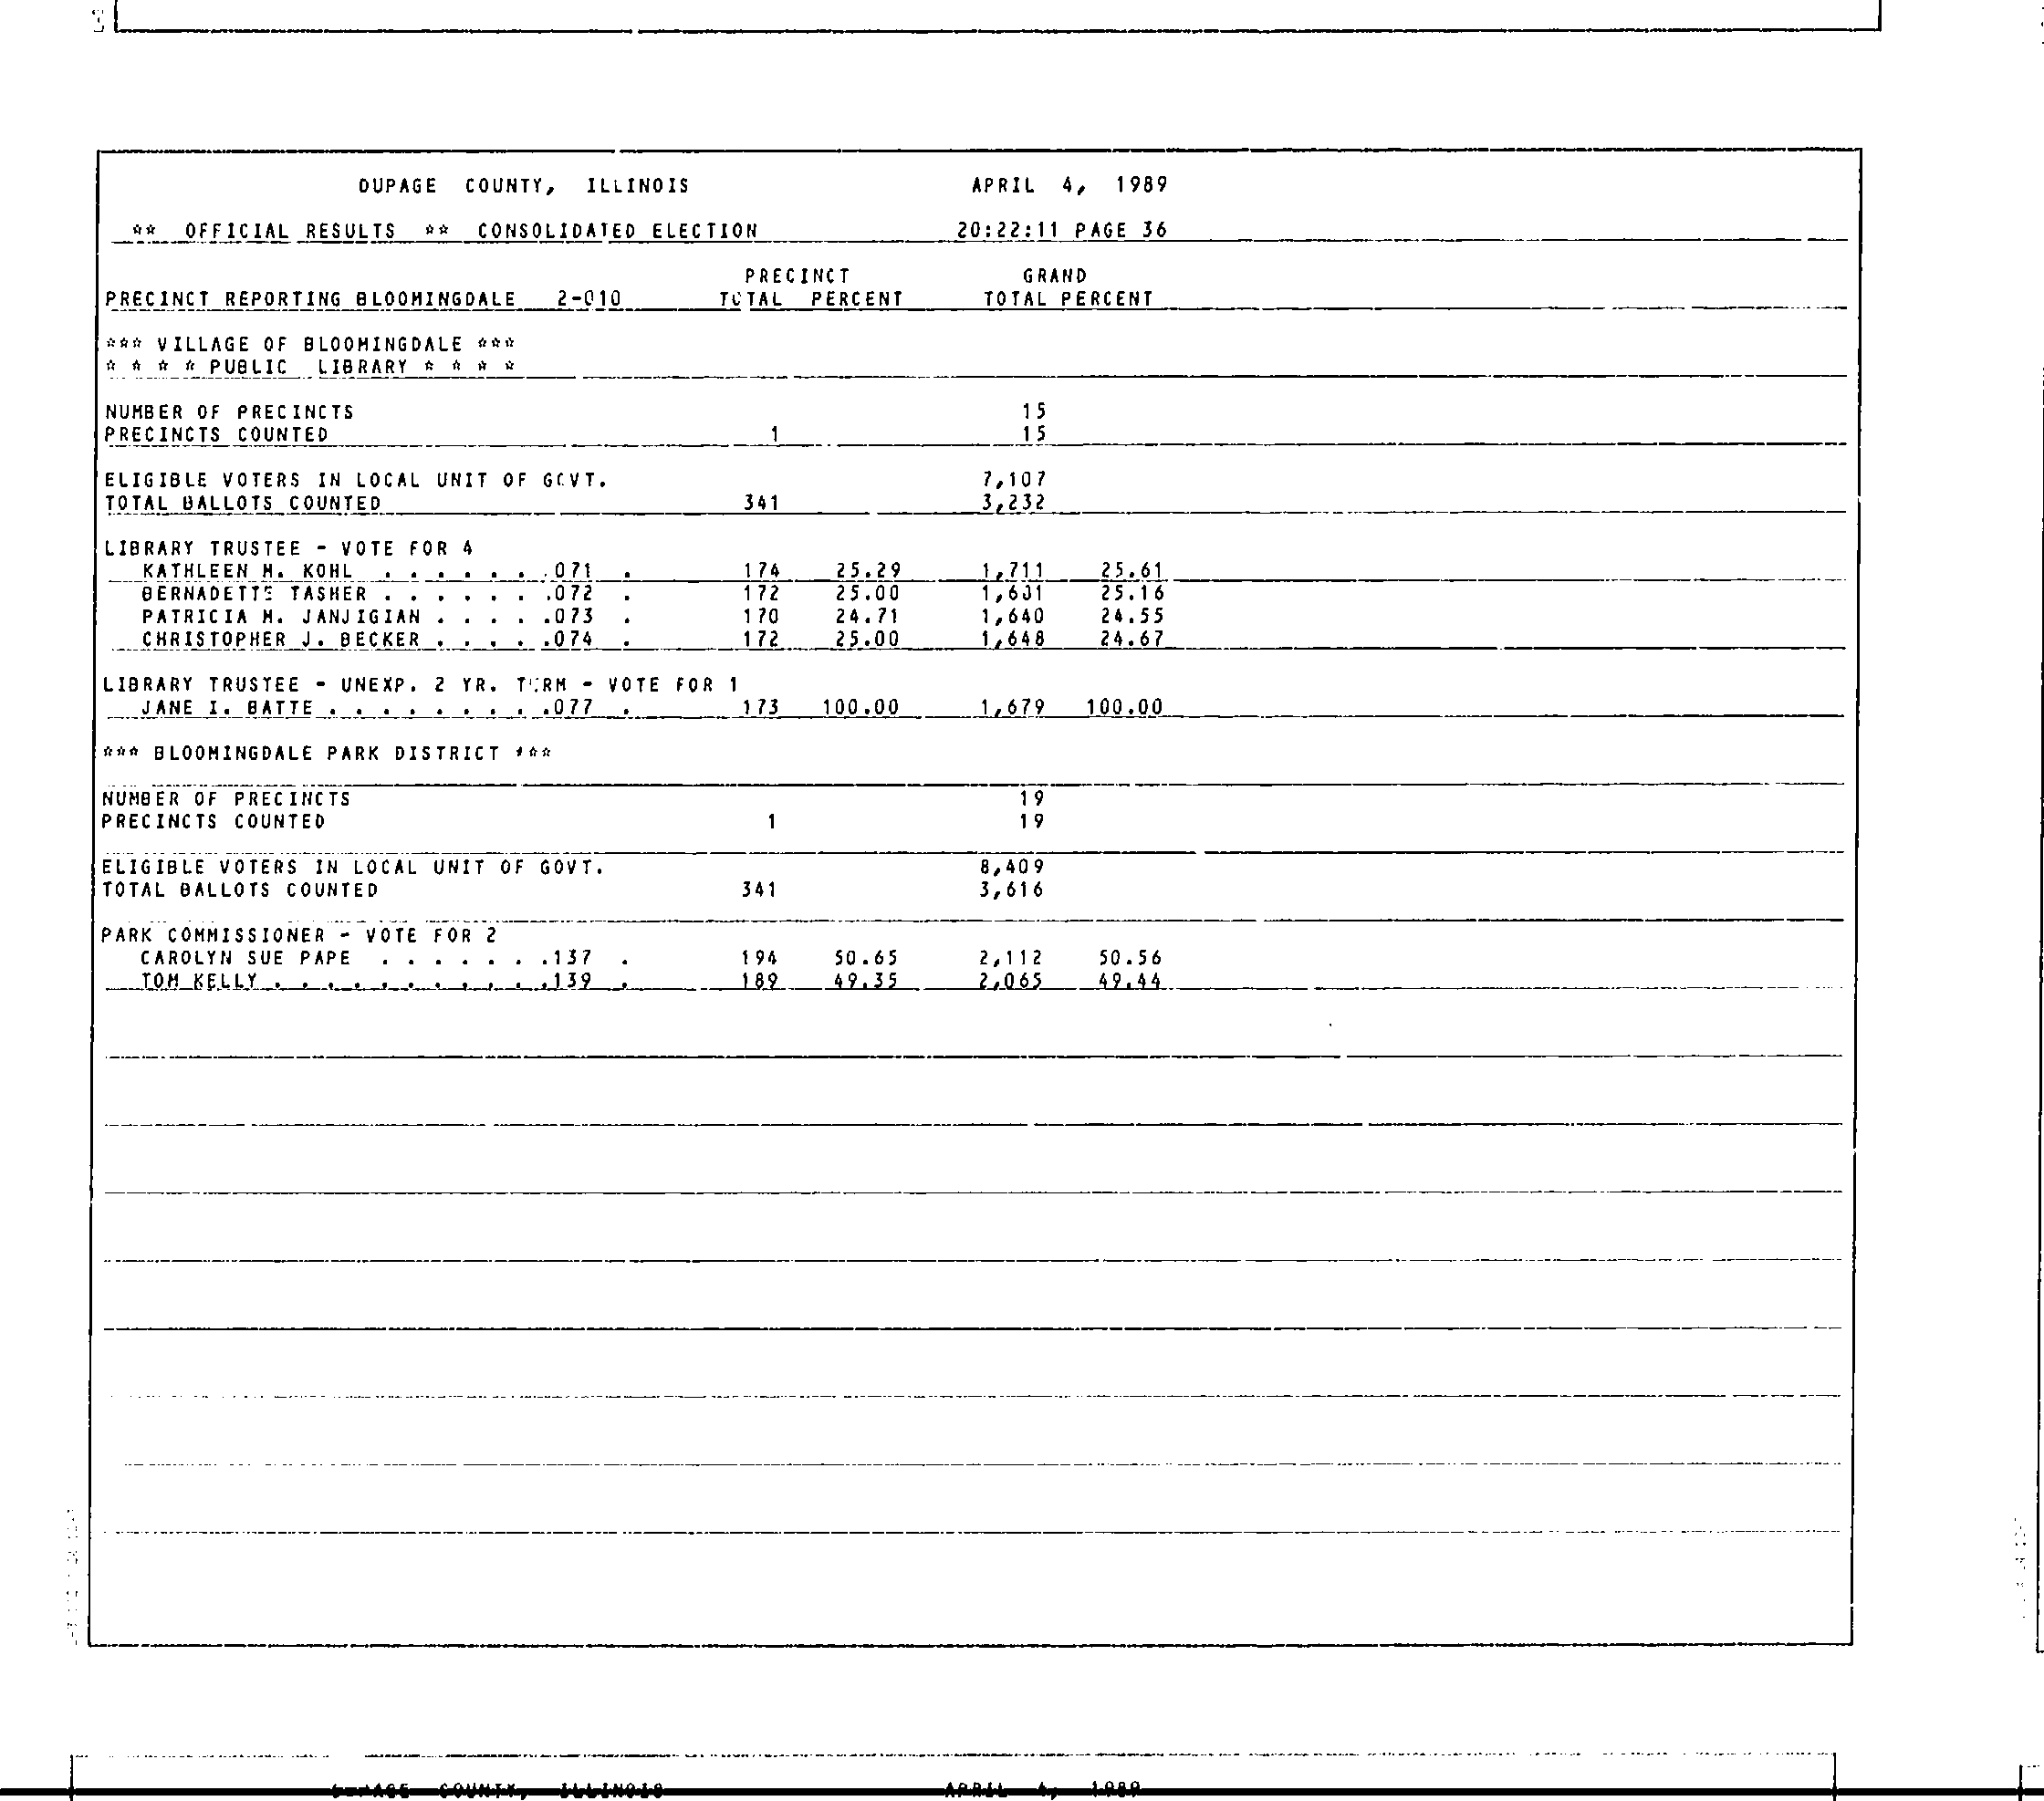 DUPAGE COUNTY, ILLINOIS APRIL 4, 1989
** OFFICIAL RESULTS ** CONSOLIDATED ELECTION 20:22:11 PAGE 36
PRECINCT GRAND
PRECINCT REPORTING BLOOMINGDALE 2-010 TOTAL PERCENT TOTAL PERCENT
*** VILLAGE OF BLOOMINGDALE ***
* * * * PUBLIC LIBRARY * * * *
NUMBER OF PRECINCTS 15
PRECINCTS COUNTED 1 15
ELIGIBLE VOTERS IN LOCAL UNIT OF GOVT. 7,107
TOTAL BALLOTS COUNTED 341 3,232
LIBRARY TRUSTEE - VOTE FOR 4
KATHLEEN M. KOHL . . . . . . .071 . 174 25.29 1,711 25.61
BERNADETTE TASHER . . . . . . .072 . 172 25.00 1,681 25.16
PATRICIA M. JANJIGIAN . . . . .073 . 170 24.71 1,640 24.55
CHRISTOPHER J. BECKER . . . . .074 . 172 25.00 1,648 24.67
LIBRARY TRUSTEE - UNEXP. 2 YR. TERM - VOTE FOR 1
JANE I. BATTE . . . . . . . . .077 . 173 100.00 1,679 100.00
*** BLOOMINGDALE PARK DISTRICT ***
NUMBER OF PRECINCTS 19
PRECINCTS COUNTED 1 19
ELIGIBLE VOTERS IN LOCAL UNIT OF GOVT. 8,409
TOTAL BALLOTS COUNTED 341 3,616
PARK COMMISSIONER - VOTE FOR 2
CAROLYN SUE PAPE . . . . . . .137 . 194 50.65 2,112 50.56
TOM KELLY . . . . . . . . . . .139 . 189 49.35 2,065 49.44
COUNTY, ILLINOIS APRIL 4, 1989